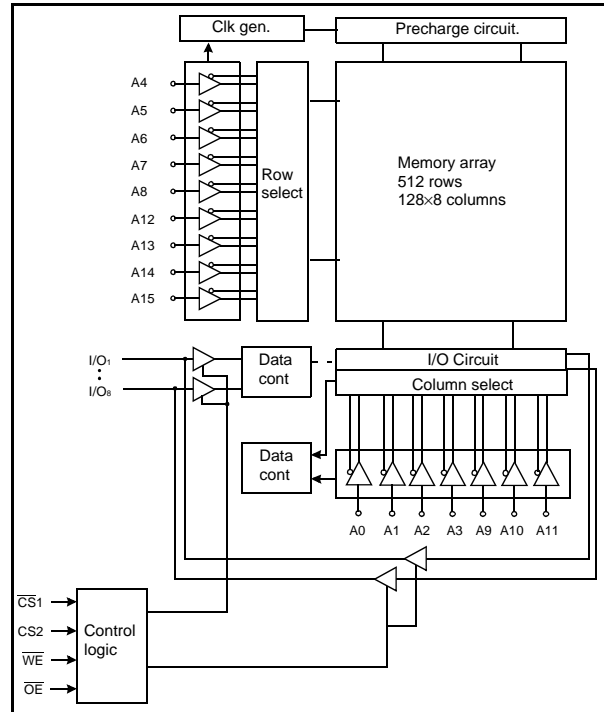 Clk gen.
Precharge circuit.
A4
A5
A6
A7
A8
A12
A13
A14
A15
Row
select
Memory array
512 rows
128×8 columns
I/O1
I/O8
Data
cont
I/O Circuit
Column select
Data
cont
A0 A1 A2 A3 A9 A10 A11
CS1
CS2
WE
OE
Control
logic